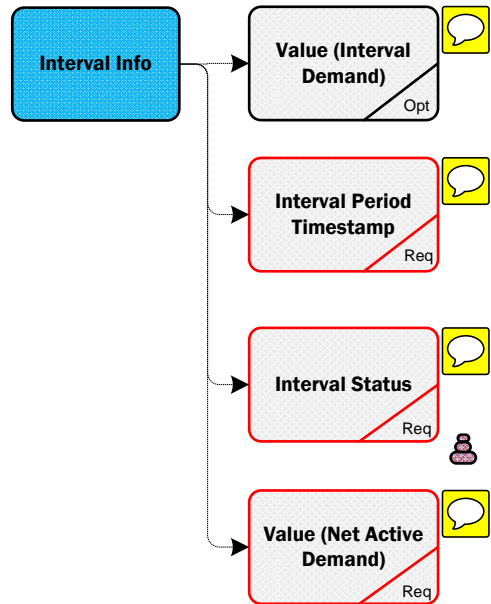 Interval Info
Value (Interval
Demand)
Opt
Interval Period
Timestamp
Req
Interval Status
Req
Value (Net Active
Demand)
Req